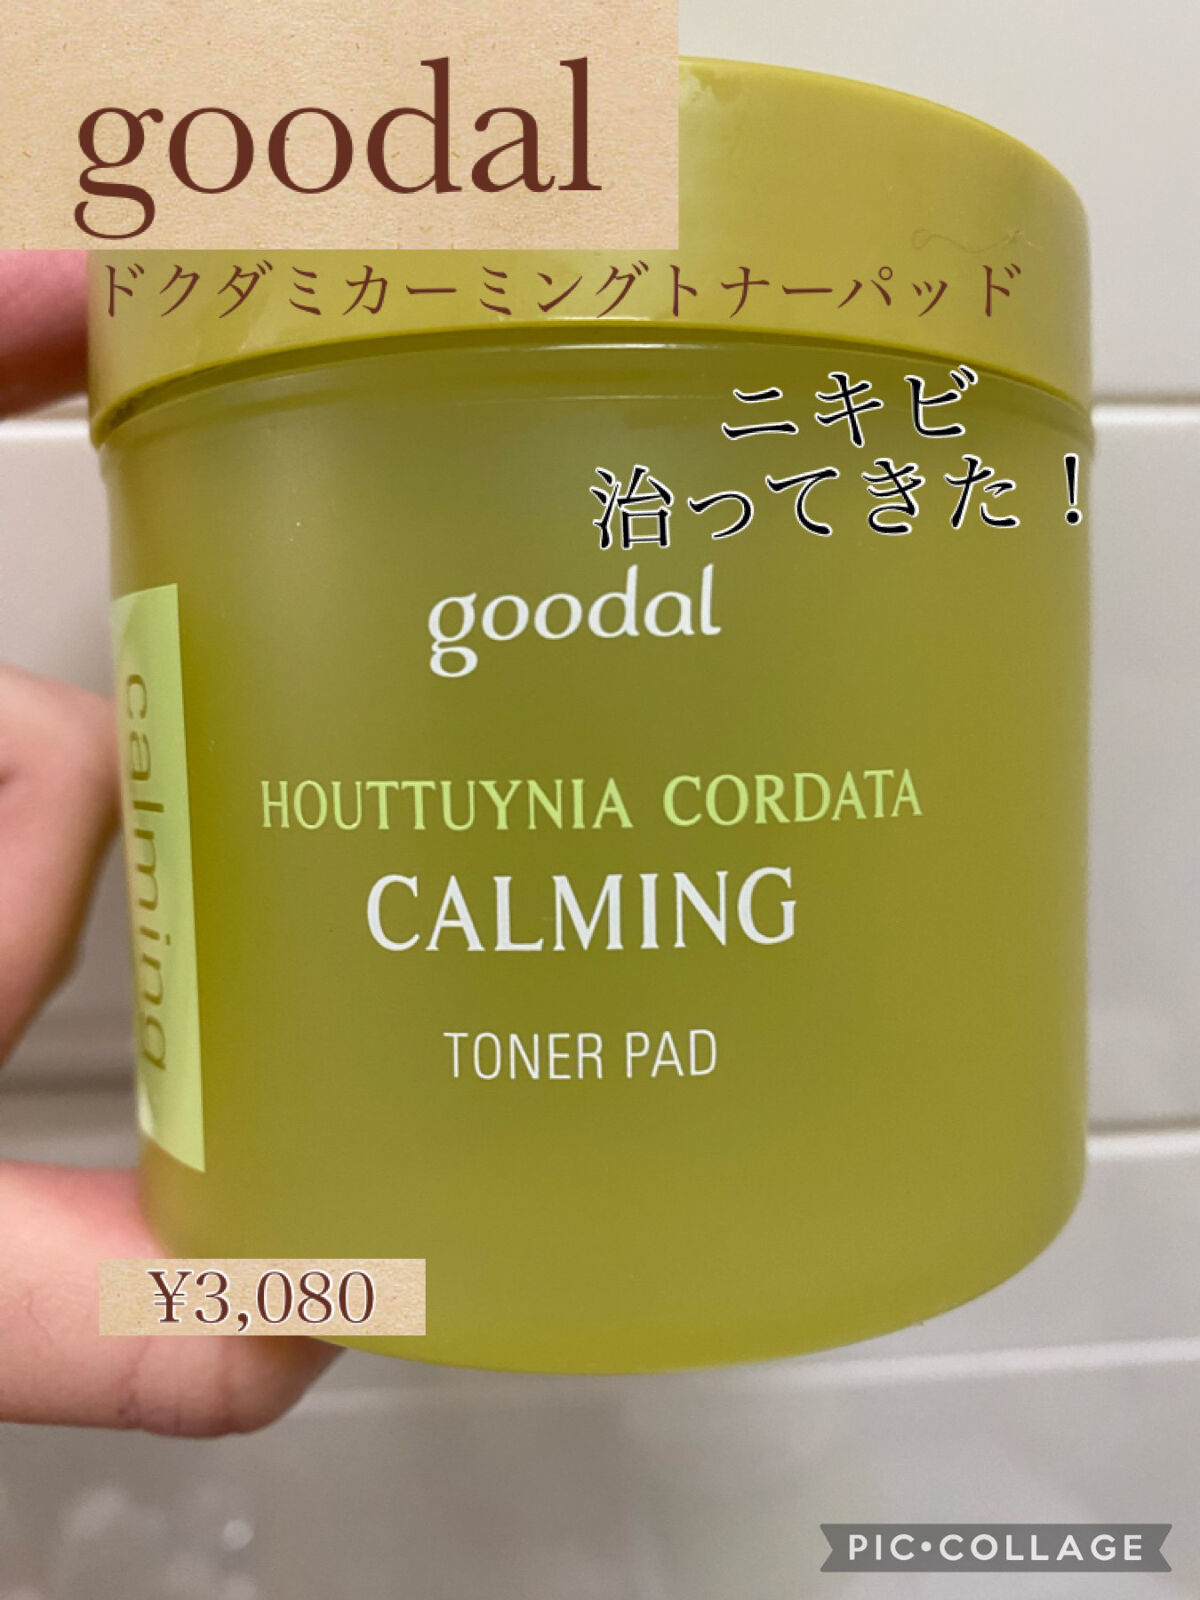 goodal
ドクダミカーミングトナーパッド
ニキビ
治ってきた！
goodal
HOUTTUYNIA CORDATA
CALMING
TONER PAD
calming
¥3,080
PIC•COLLAGE